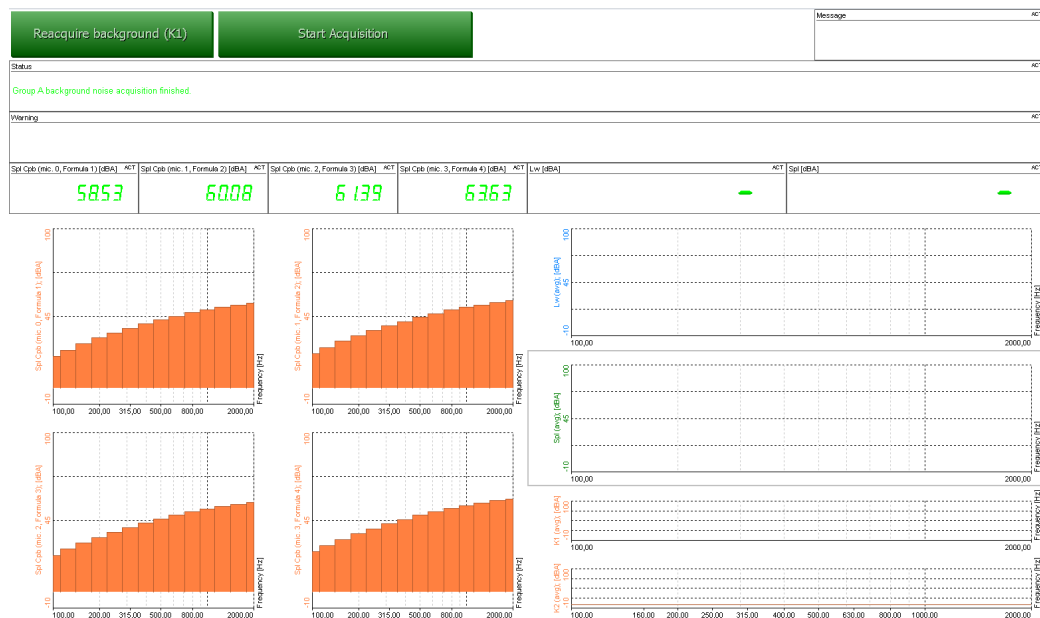 Reacquire background (K1)
Start Acquisition
Message ACT
Status ACT
Group A background noise acquisition finished.
Warning ACT
Spl Cpb (mic. 0, Formula 1) [dBA] ACT
58.53
Spl Cpb (mic. 1, Formula 2) [dBA] ACT
60.08
Spl Cpb (mic. 2, Formula 3) [dBA] ACT
61.39
Spl Cpb (mic. 3, Formula 4) [dBA] ACT
63.63
Lw [dBA] ACT
-
Spl [dBA] ACT
-
Spl Cpb (mic. 0, Formula 1); [dBA]
100
45
-10
100,00 200,00 315,00 500,00 800,00 2000,00
Frequency [Hz]
Spl Cpb (mic. 1, Formula 2); [dBA]
100
45
-10
100,00 200,00 315,00 500,00 800,00 2000,00
Frequency [Hz]
Lw (avg); [dBA]
100
45
-10
100,00 2000,00
Frequency [Hz]
Spl (avg); [dBA]
100
45
-10
100,00 2000,00
Frequency [Hz]
Spl Cpb (mic. 2, Formula 3); [dBA]
100
45
-10
100,00 200,00 315,00 500,00 800,00 2000,00
Frequency [Hz]
Spl Cpb (mic. 3, Formula 4); [dBA]
100
45
-10
100,00 200,00 315,00 500,00 800,00 2000,00
Frequency [Hz]
K1 (avg); [dBA]
100
-10
100,00 2000,00
Frequency [Hz]
K2 (avg); [dBA]
100
-10
100,00 160,00 200,00 250,00 315,00 400,00 500,00 630,00 800,00 1000,00 2000,00
Frequency [Hz]